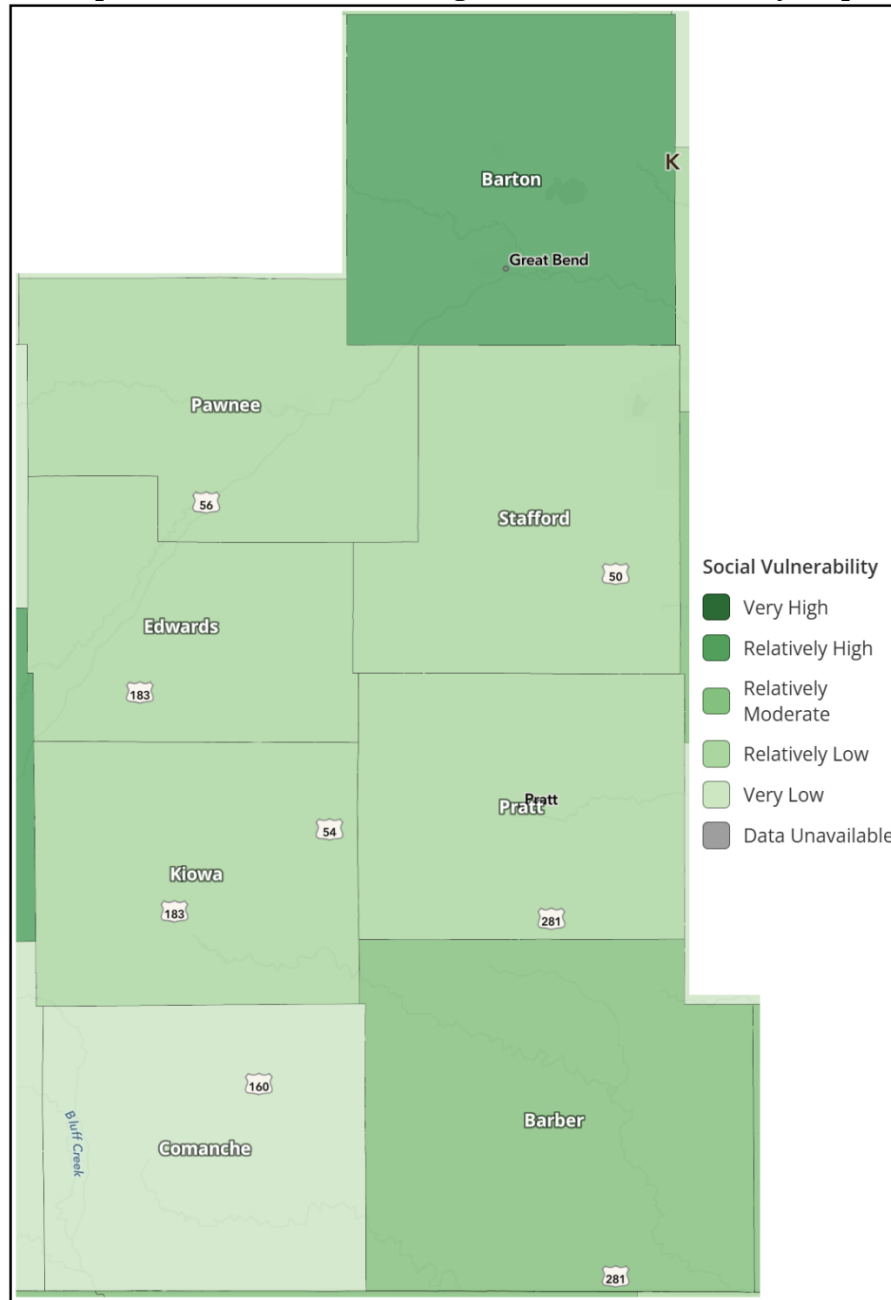 K
Barton
Great Bend
Pawnee
56
Stafford
50
Edwards
183
Pratt
Pratt
54
Kiowa
183
281
160
Bluff Creek
Comanche
Barber
281
Social Vulnerability
Very High
Relatively High
Relatively
Moderate
Relatively Low
Very Low
Data Unavailable